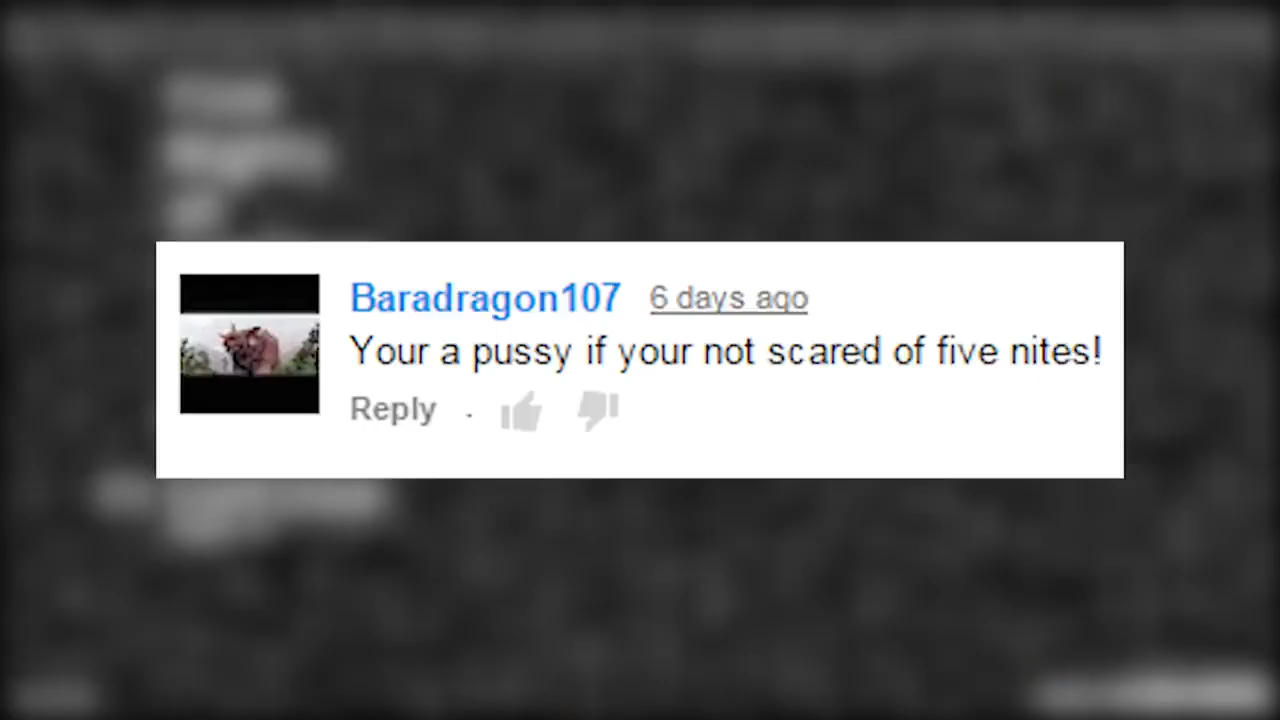 Baradragon107 6 days ago
Your a pussy if your not scared of five nites!
Reply .